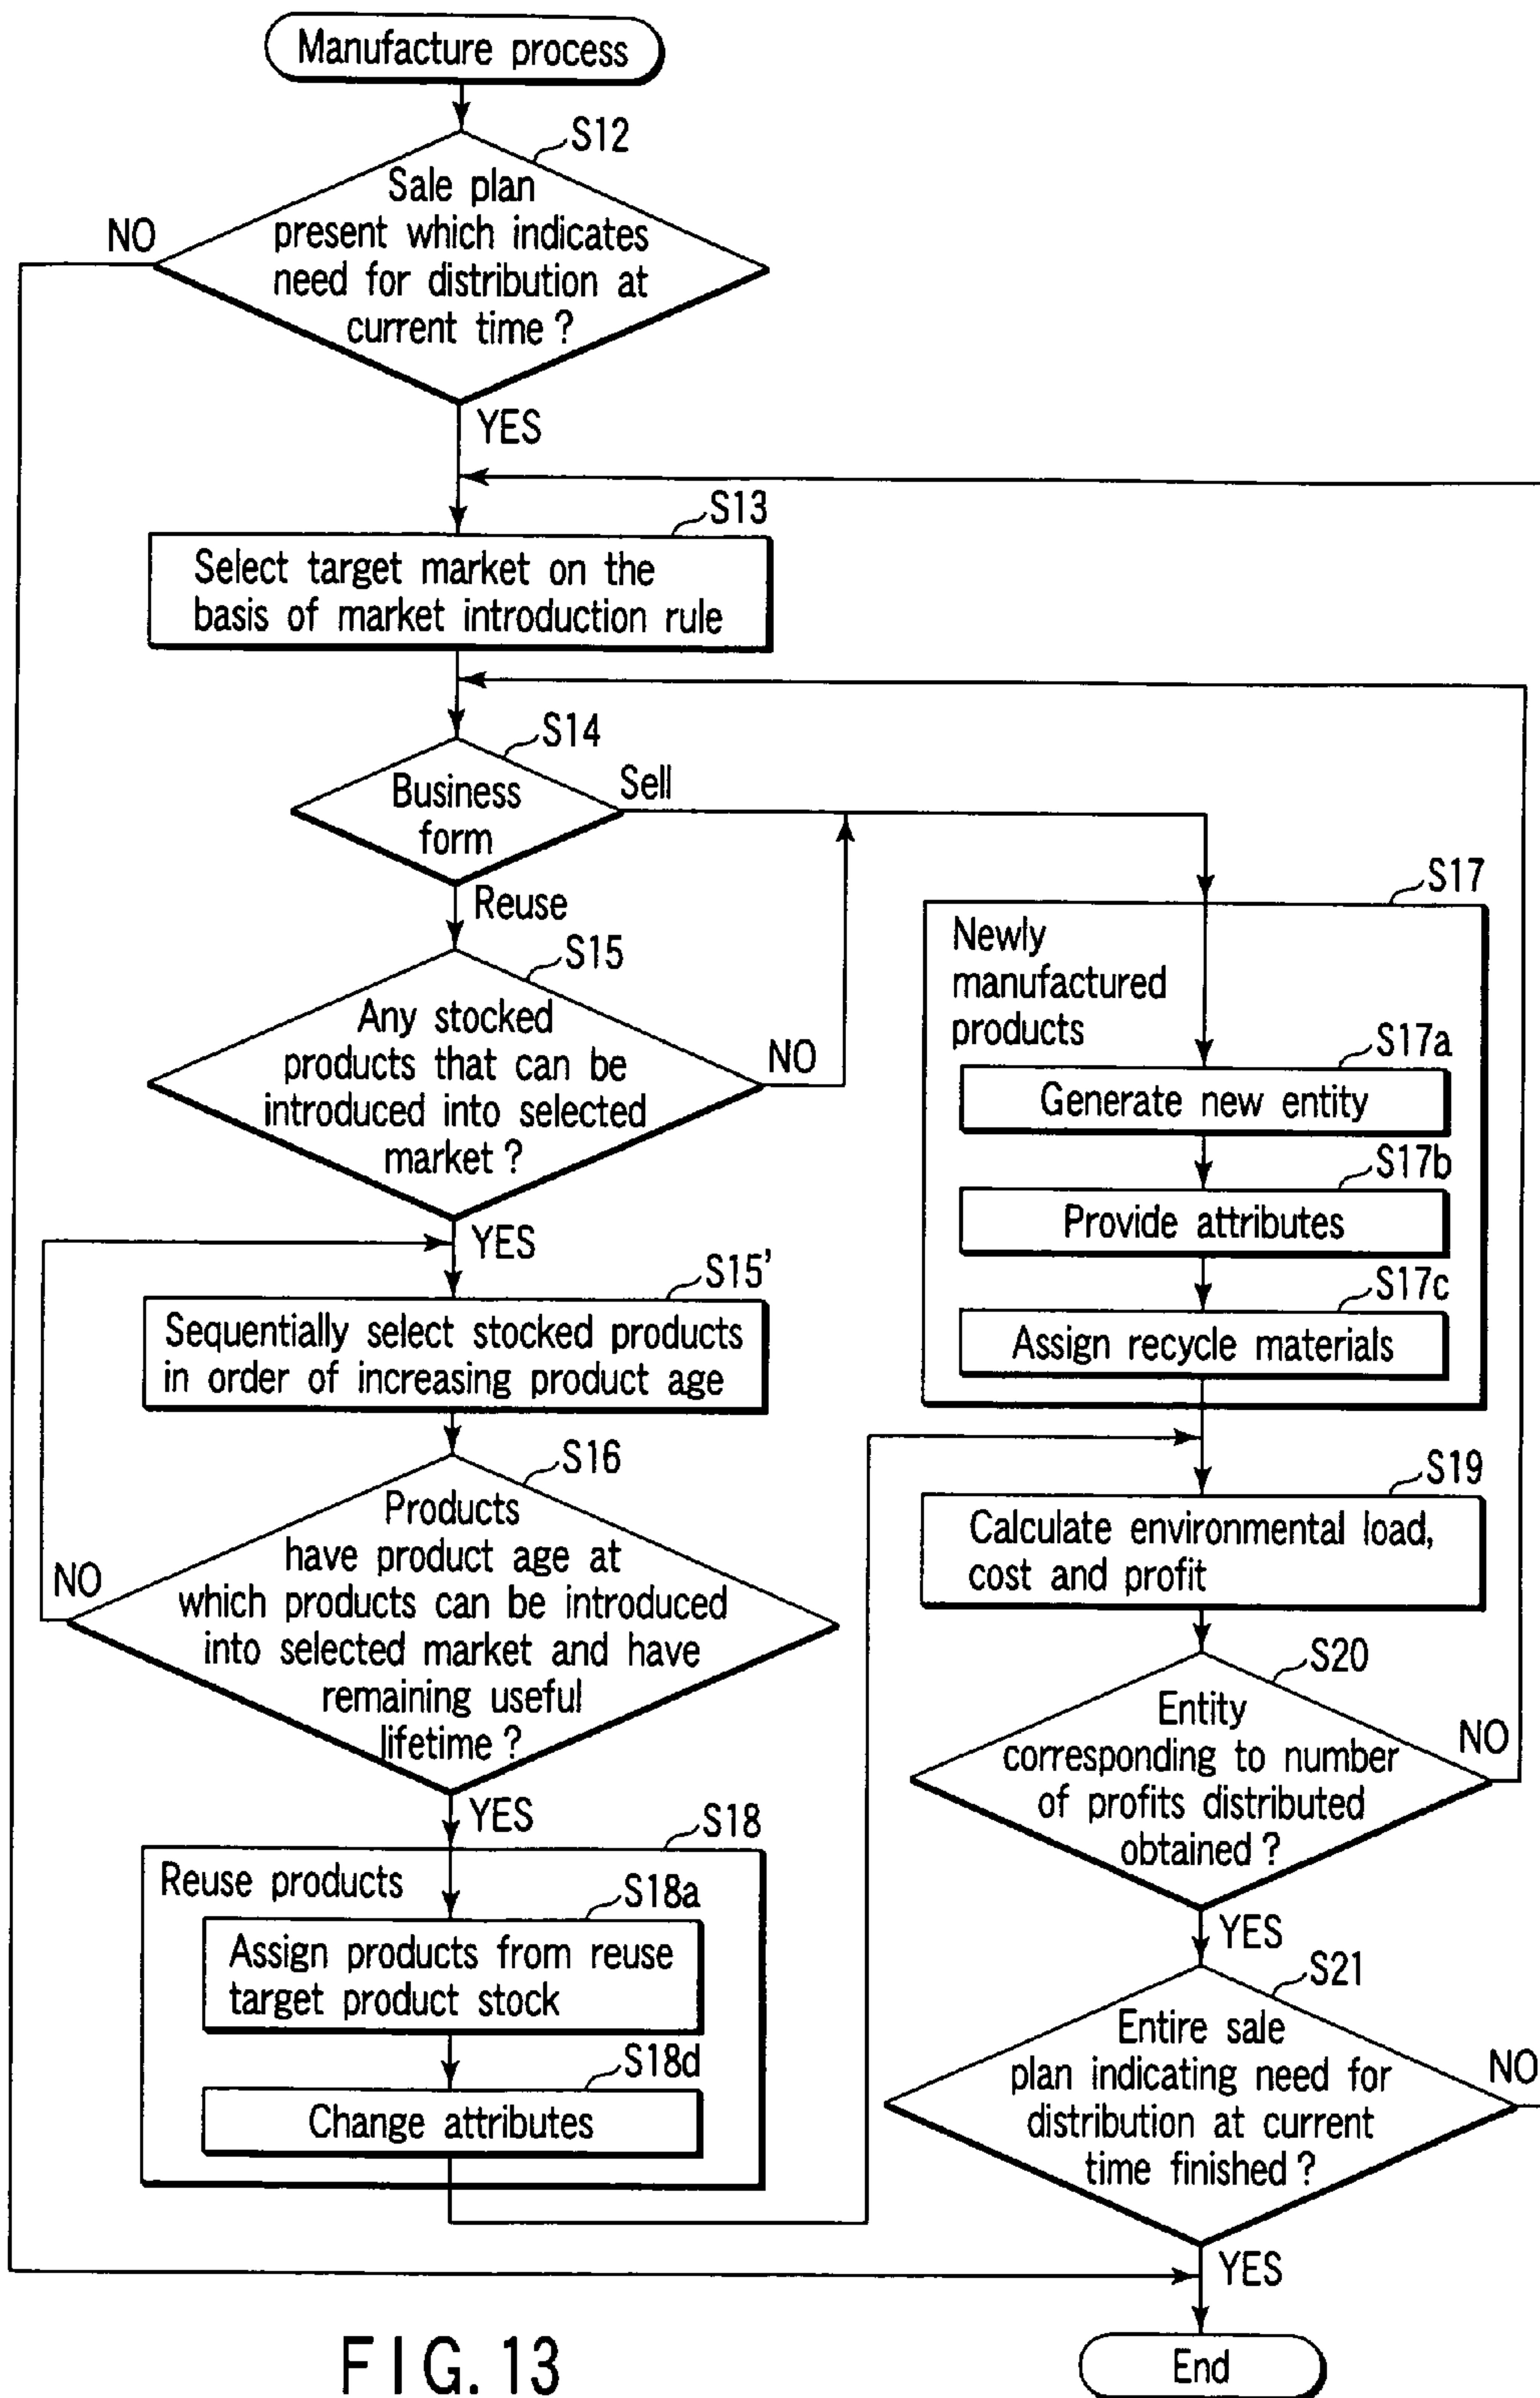 Manufacture process
S12
Sale plan
present which indicates
need for distribution at
current time ?
NO
YES
S13
Select target market on the
basis of market introduction rule
S14
Business
form
Sell
Reuse
S15
Any stocked
products that can be
introduced into selected
market ?
NO
YES
S15'
Sequentially select stocked products
in order of increasing product age
S16
Products
have product age at
which products can be introduced
into selected market and have
remaining useful
lifetime ?
NO
YES
S18
Reuse products
S18a
Assign products from reuse
target product stock
S18d
Change attributes
S17
Newly
manufactured
products
S17a
Generate new entity
S17b
Provide attributes
S17c
Assign recycle materials
S19
Calculate environmental load,
cost and profit
S20
Entity
corresponding to number
of profits distributed
obtained ?
NO
YES
S21
Entire sale
plan indicating need for
distribution at current
time finished ?
NO
YES
End
FIG. 13